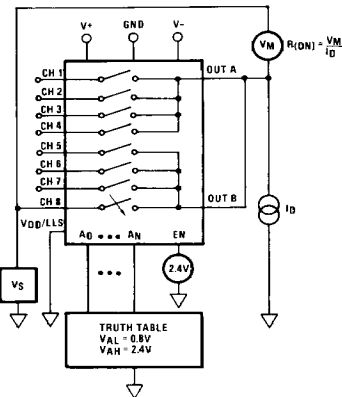 V+ GND V-
VM R(ON) = VM
ID
CH 1 OUT A
CH 2
CH 3
CH 4
CH 5
CH 6
CH 7
CH 8 OUT B
ID
VDD/LLS
A0 AN EN
2.4V
VS
TRUTH TABLE
VAL = 0.8V
VAH = 2.4V